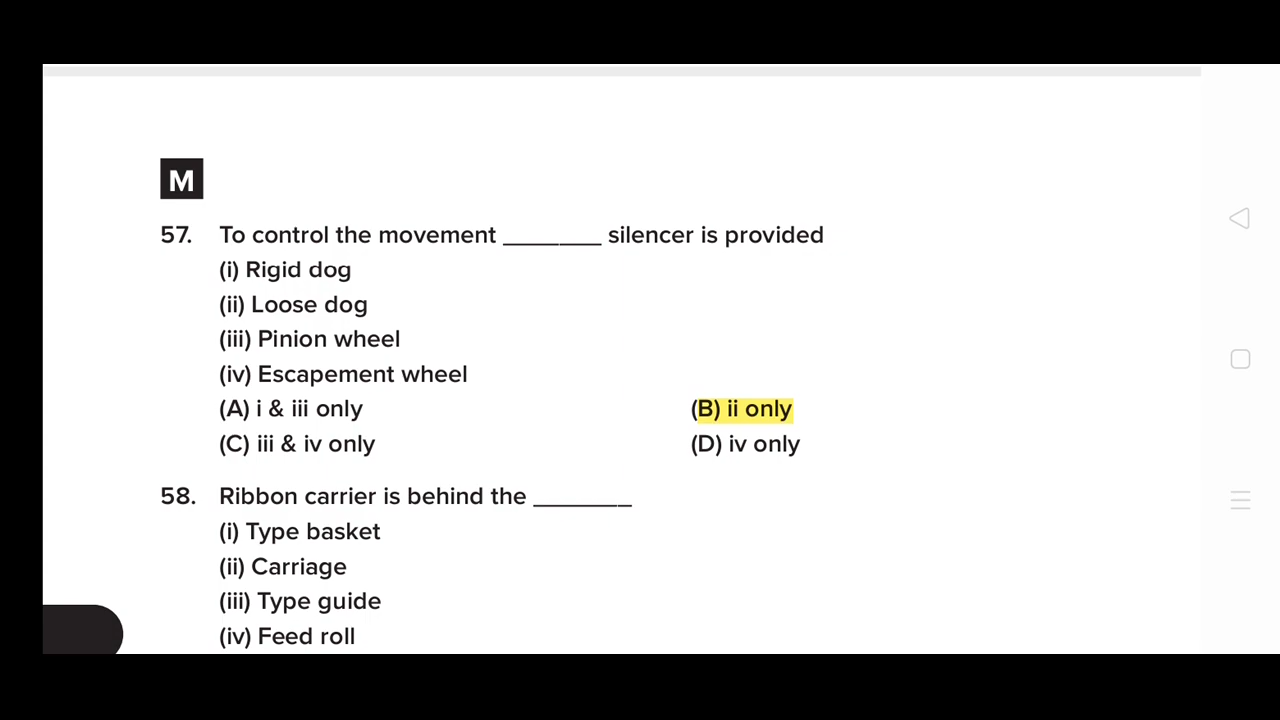 M
57. To control the movement _______ silencer is provided
(i) Rigid dog
(ii) Loose dog
(iii) Pinion wheel
(iv) Escapement wheel
(A) i & iii only (B) ii only
(C) iii & iv only (D) iv only
58. Ribbon carrier is behind the _______
(i) Type basket
(ii) Carriage
(iii) Type guide
(iv) Feed roll